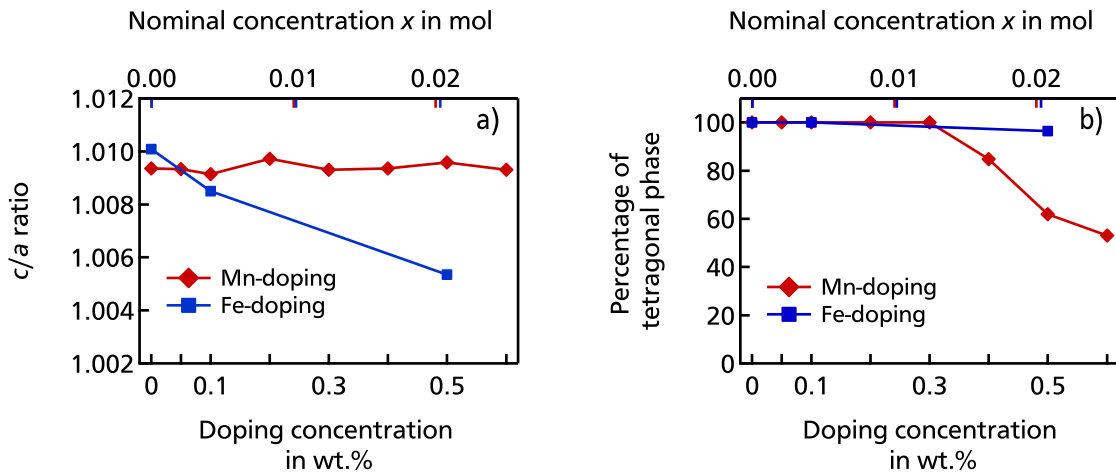 Nominal concentration x in mol
0.00 0.01 0.02
a)
1.012
1.010
1.008
1.006
1.004
1.002
c/a ratio
Mn-doping
Fe-doping
0 0.1 0.3 0.5
Doping concentration
in wt.%
Nominal concentration x in mol
0.00 0.01 0.02
b)
100
80
60
40
20
0
Percentage of
tetragonal phase
Mn-doping
Fe-doping
0 0.1 0.3 0.5
Doping concentration
in wt.%